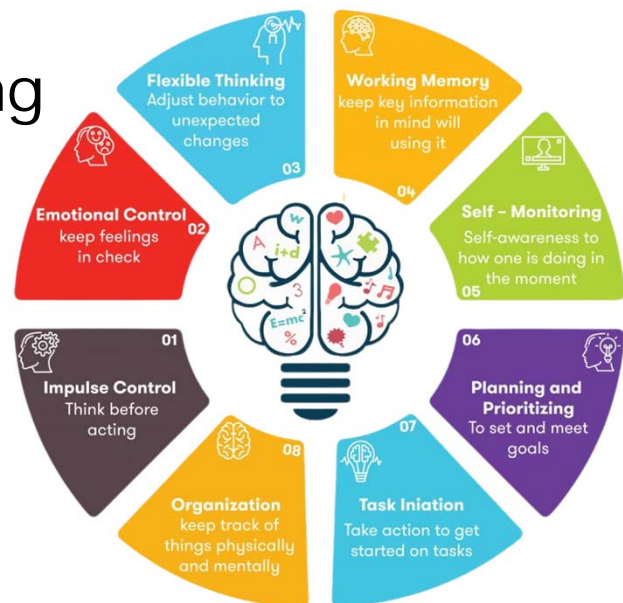 ng
01
Impulse Control
Think before
acting
02
Emotional Control
keep feelings
in check
03
Flexible Thinking
Adjust behavior to
unexpected
changes
04
Working Memory
keep key information
in mind will
using it
05
Self – Monitoring
Self-awareness to
how one is doing in
the moment
06
Planning and
Prioritizing
To set and meet
goals
07
Task Iniation
Take action to get
started on tasks
08
Organization
keep track of
things physically
and mentally
w
A
i+d
3
E=mc²
%